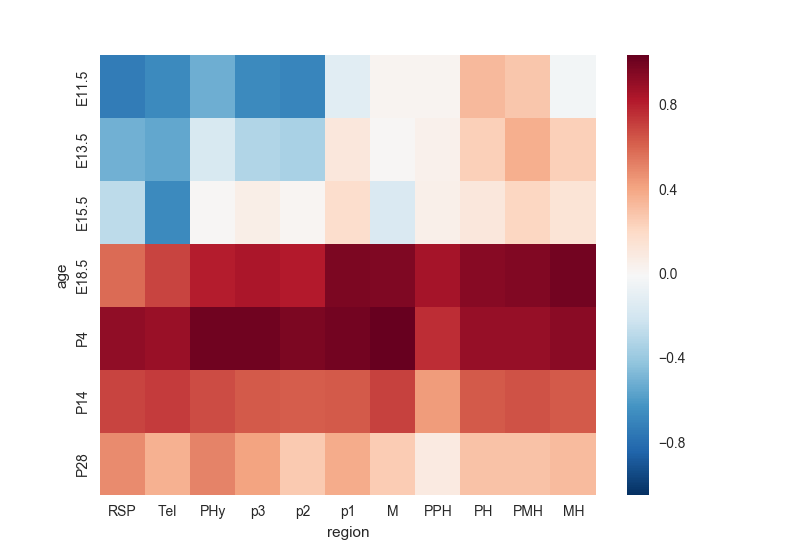 age
E11.5
E13.5
E15.5
E18.5
P4
P14
P28
RSP Tel PHy p3 p2 p1 M PPH PH PMH MH
region
0.8
0.4
0.0
−0.4
−0.8